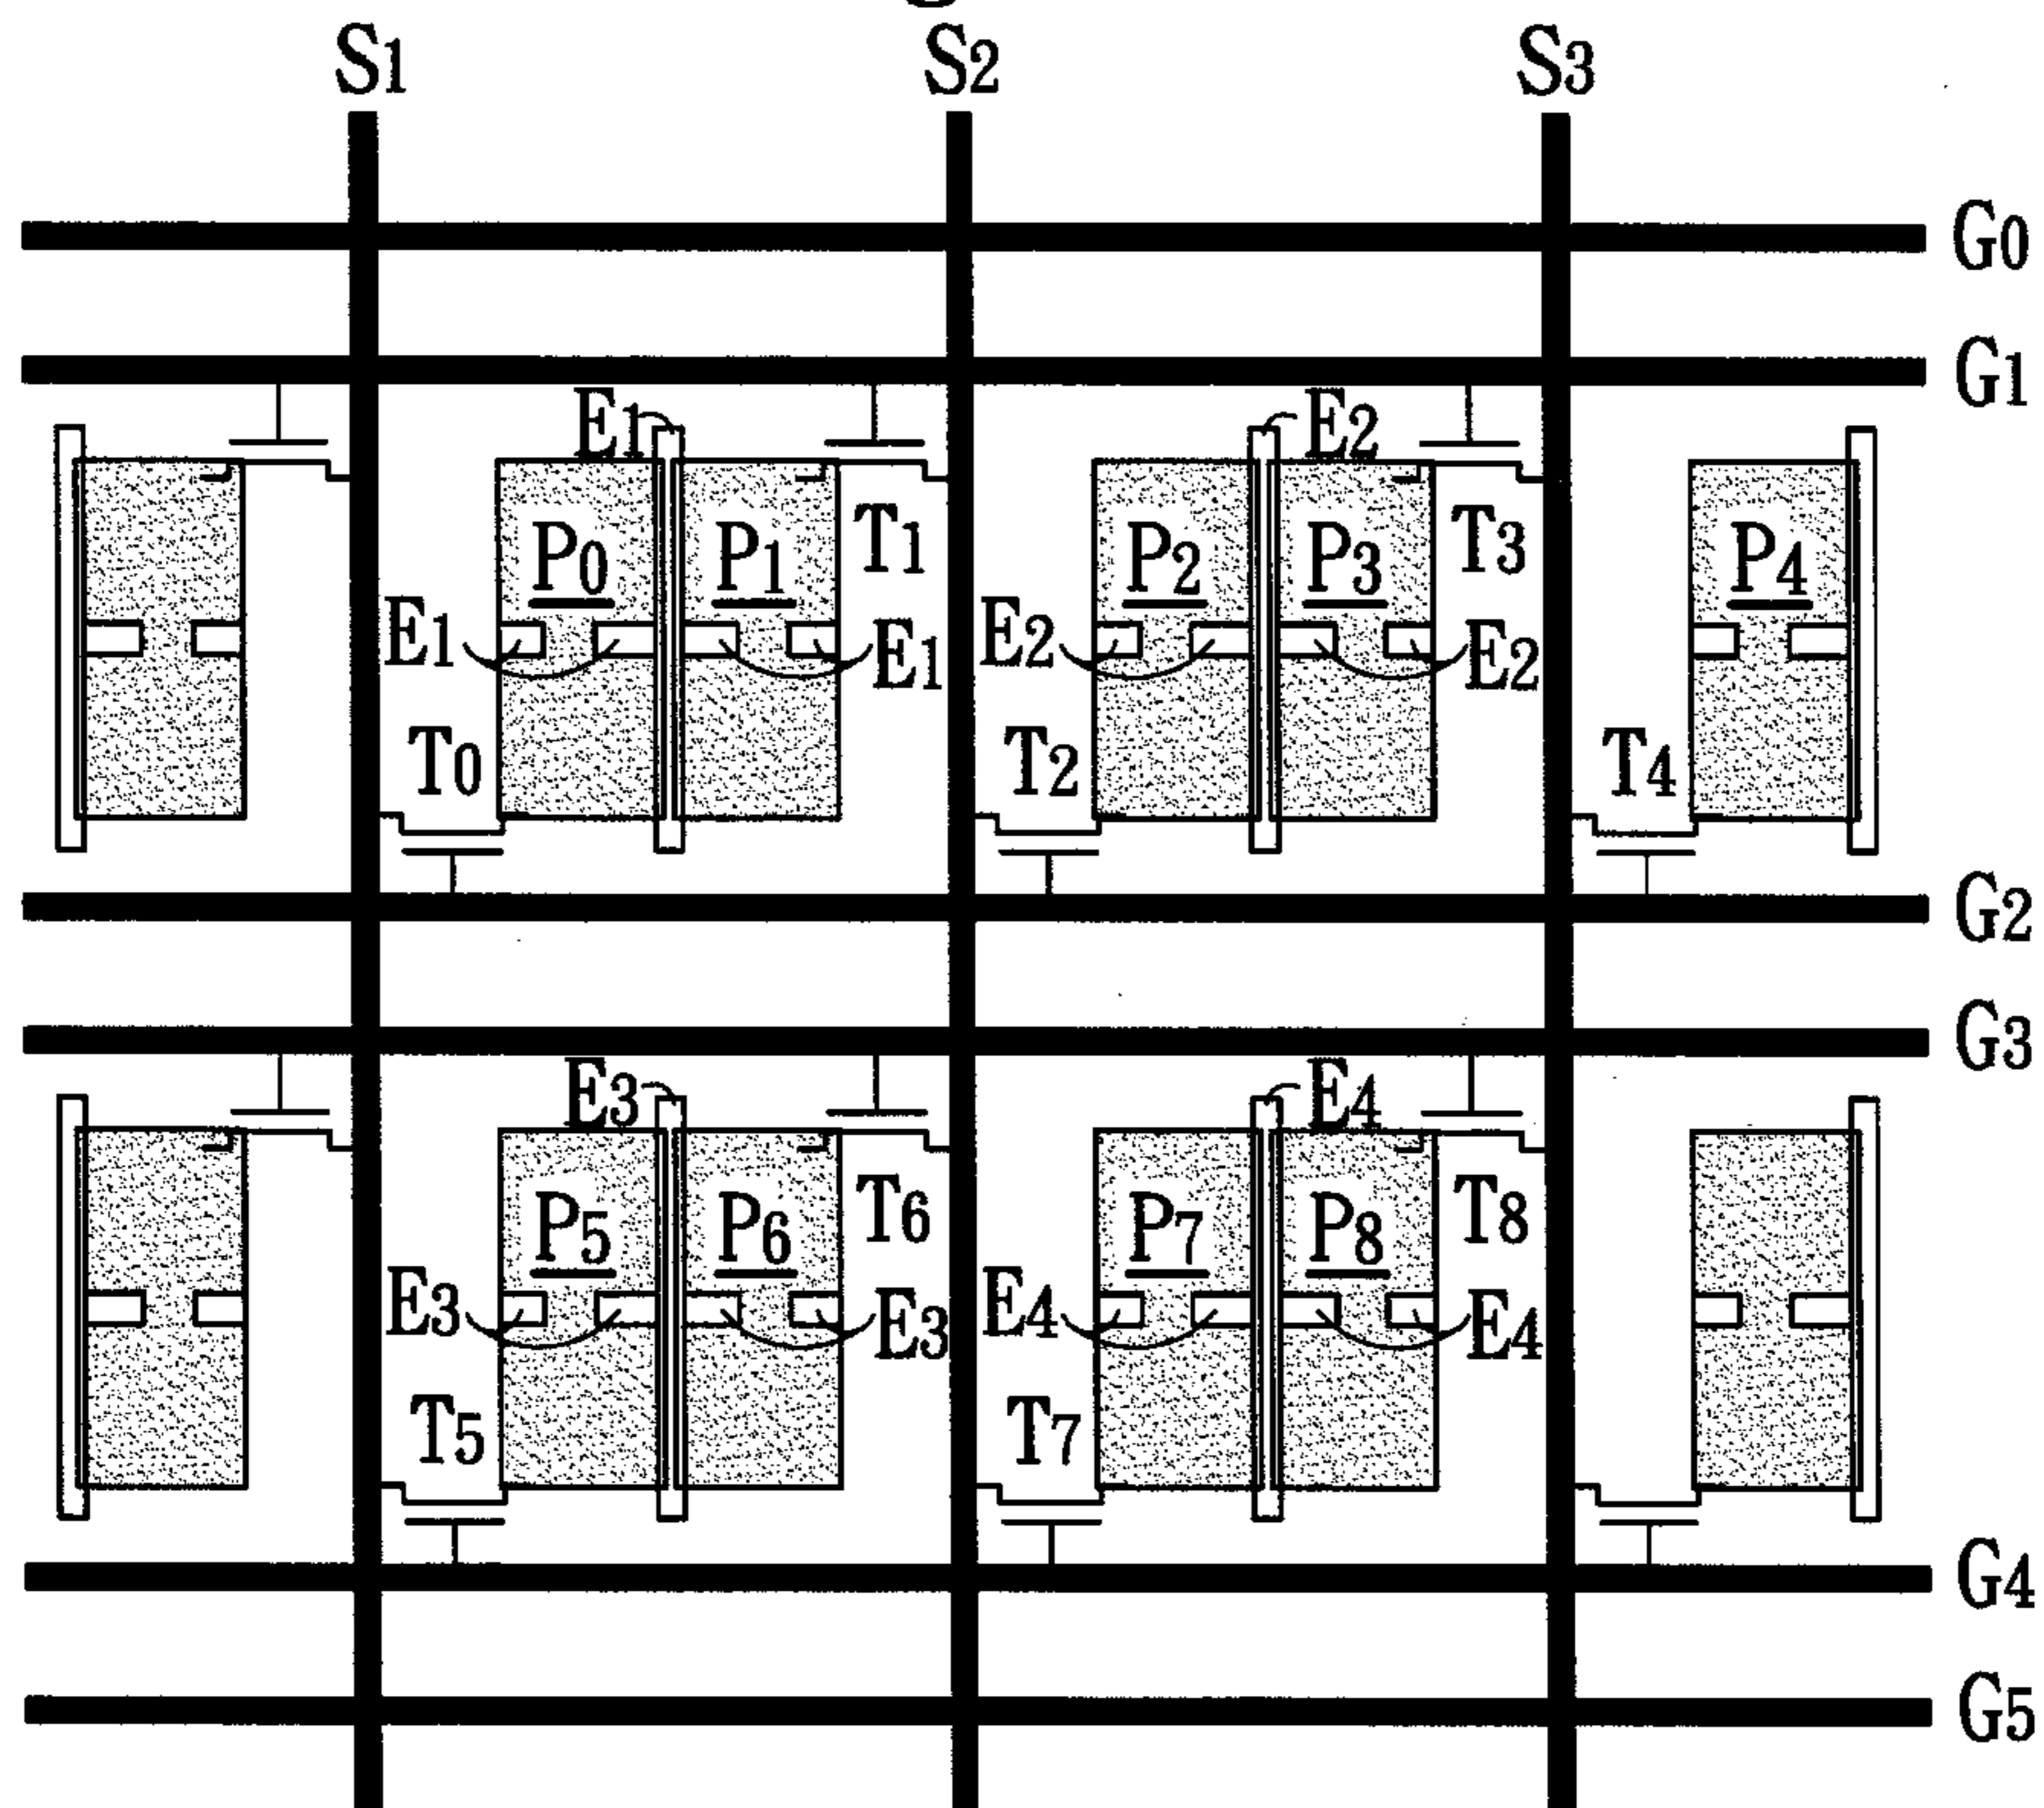 S1 S2 S3
G0
G1
E1 E2
P0 P1 T1 P2 P3 T3 P4
E1 E1 E2 E2
T0 T2 T4
G2
G3
E3 E4
P5 P6 T6 P7 P8 T8
E3 E3 E4 E4
T5 T7
G4
G5